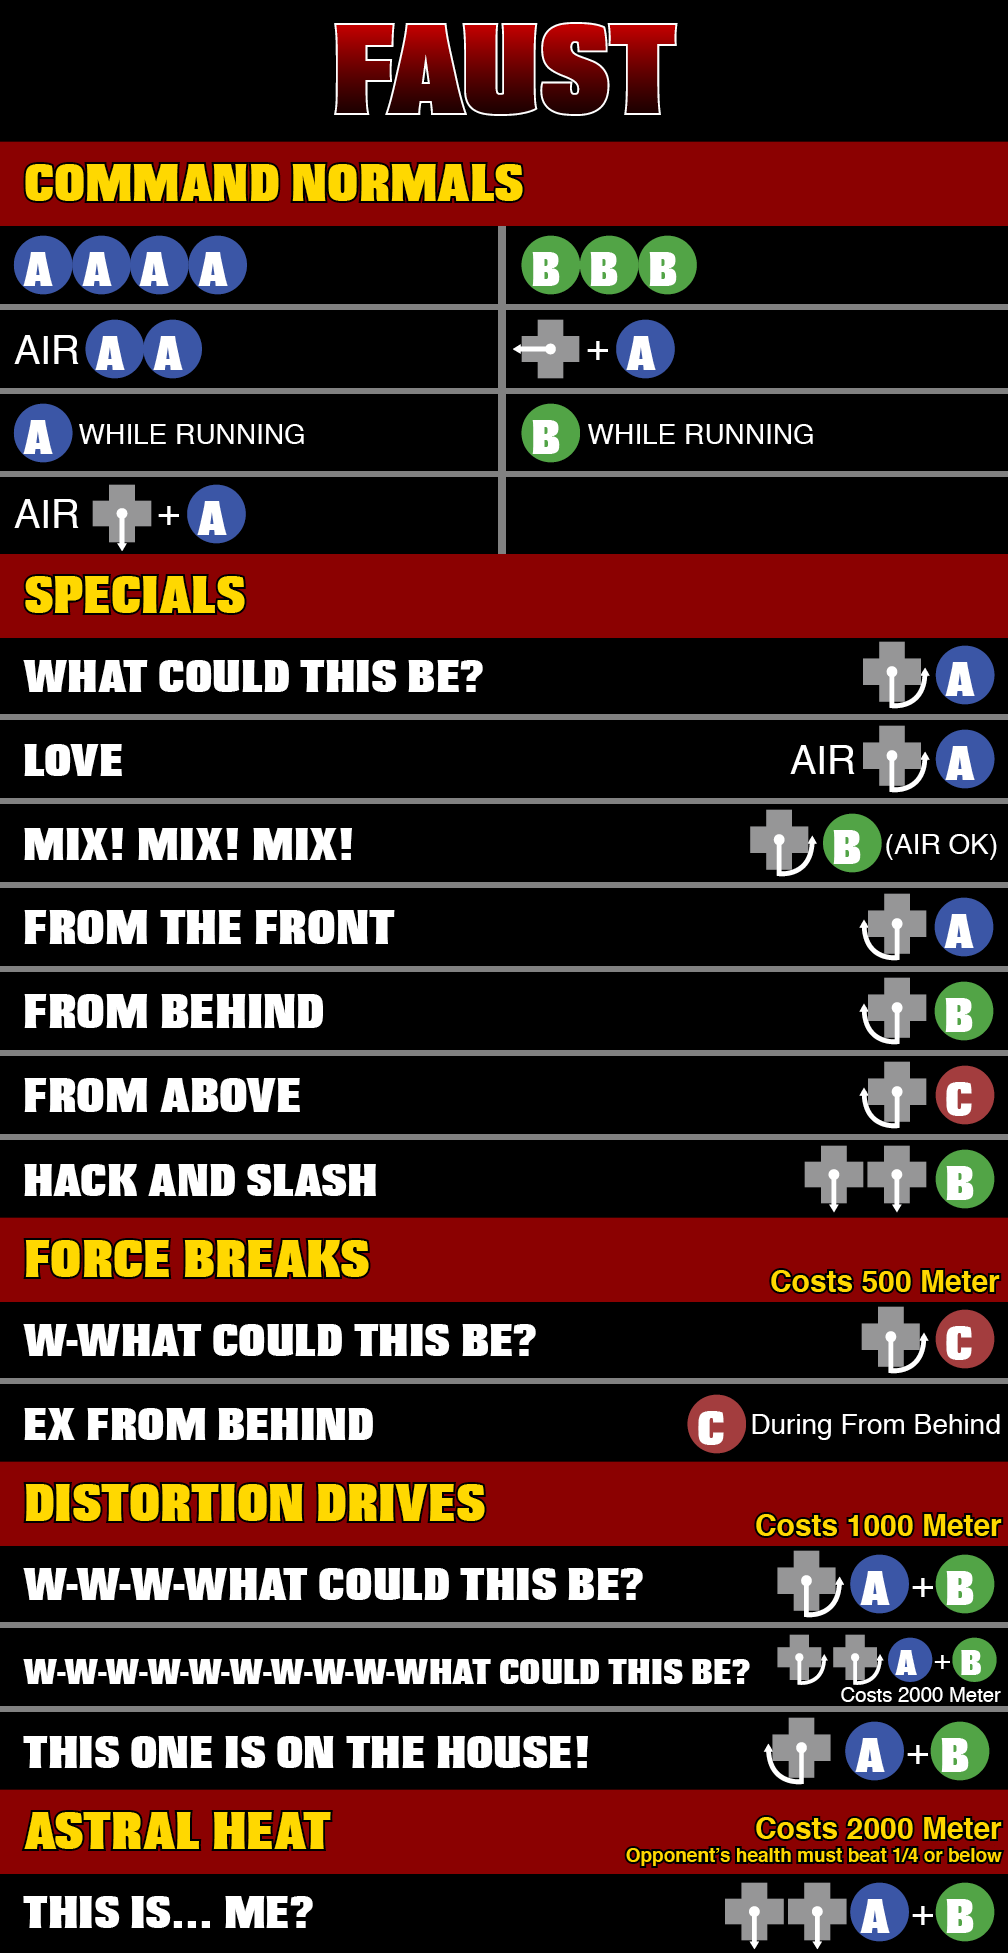 FAUST
COMMAND NORMALS
A A A A
B B B
AIR A A
+ A
A WHILE RUNNING
B WHILE RUNNING
AIR + A
SPECIALS
WHAT COULD THIS BE? A
LOVE AIR A
MIX! MIX! MIX! B (AIR OK)
FROM THE FRONT A
FROM BEHIND B
FROM ABOVE C
HACK AND SLASH B
FORCE BREAKS Costs 500 Meter
W-WHAT COULD THIS BE? C
EX FROM BEHIND C During From Behind
DISTORTION DRIVES Costs 1000 Meter
W-W-W-WHAT COULD THIS BE? A + B
W-W-W-W-W-W-W-W-W-WHAT COULD THIS BE? A + B
Costs 2000 Meter
THIS ONE IS ON THE HOUSE! A + B
ASTRAL HEAT Costs 2000 Meter
Opponent's health must beat 1/4 or below
THIS IS... ME? A + B